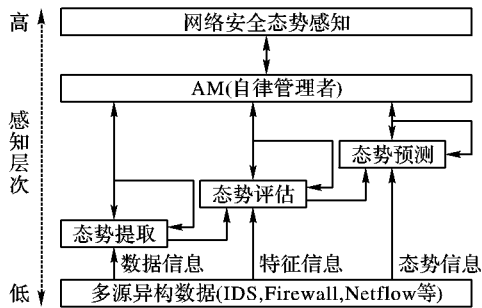 高
网络安全态势感知
AM(自律管理者)
感知层次
态势预测
态势评估
态势提取
数据信息
特征信息
态势信息
低
多源异构数据(IDS,Firewall,Netflow等)